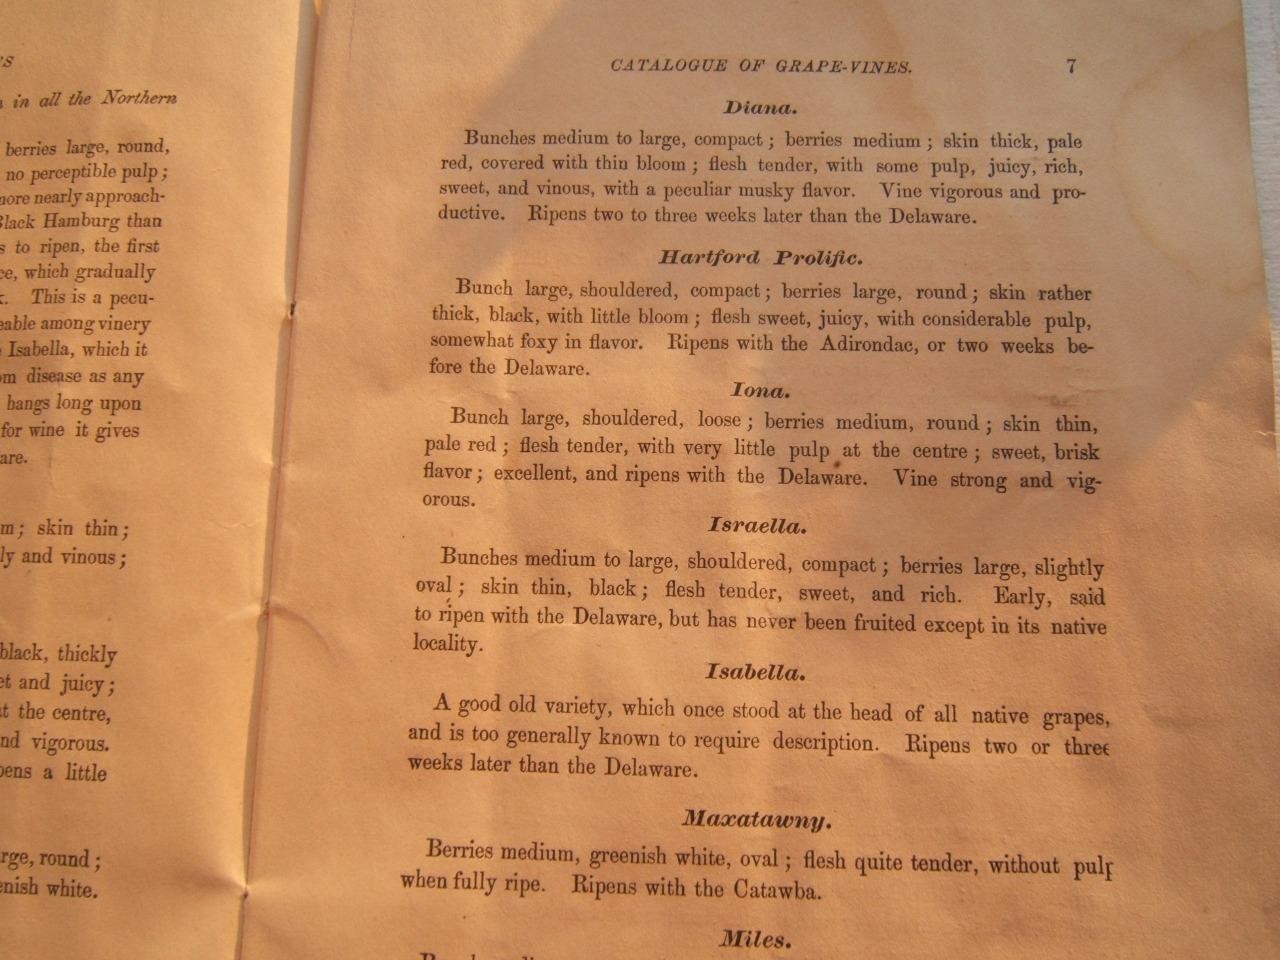 's
in all the Northern
berries large, round,
no perceptible pulp;
more nearly approach-
Black Hamburg than
to ripen, the first
which gradually
This is a pecu-
among vinery
Isabella, which it
disease as any
hangs long upon
for wine it gives
skin thin;
and vinous;
black, thickly
and juicy;
the centre,
vigorous.
a little
round;
white.
CATALOGUE OF GRAPE-VINES. 7
Diana.
Bunches medium to large, compact; berries medium; skin thick, pale
red, covered with thin bloom; flesh tender, with some pulp, juicy, rich,
sweet, and vinous, with a peculiar musky flavor. Vine vigorous and pro-
ductive. Ripens two to three weeks later than the Delaware.
Hartford Prolific.
Bunch large, shouldered, compact; berries large, round; skin rather
thick, black, with little bloom; flesh sweet, juicy, with considerable pulp,
somewhat foxy in flavor. Ripens with the Adirondac, or two weeks be-
fore the Delaware.
Iona.
Bunch large, shouldered, loose; berries medium, round; skin thin,
pale red; flesh tender, with very little pulp at the centre; sweet, brisk
flavor; excellent, and ripens with the Delaware. Vine strong and vig-
orous.
Israella.
Bunches medium to large, shouldered, compact; berries large, slightly
oval; skin thin, black; flesh tender, sweet, and rich. Early, said
to ripen with the Delaware, but has never been fruited except in its native
locality.
Isabella.
A good old variety, which once stood at the head of all native grapes,
and is too generally known to require description. Ripens two or three
weeks later than the Delaware.
Maxatawny.
Berries medium, greenish white, oval; flesh quite tender, without pulp
when fully ripe. Ripens with the Catawba.
Miles.